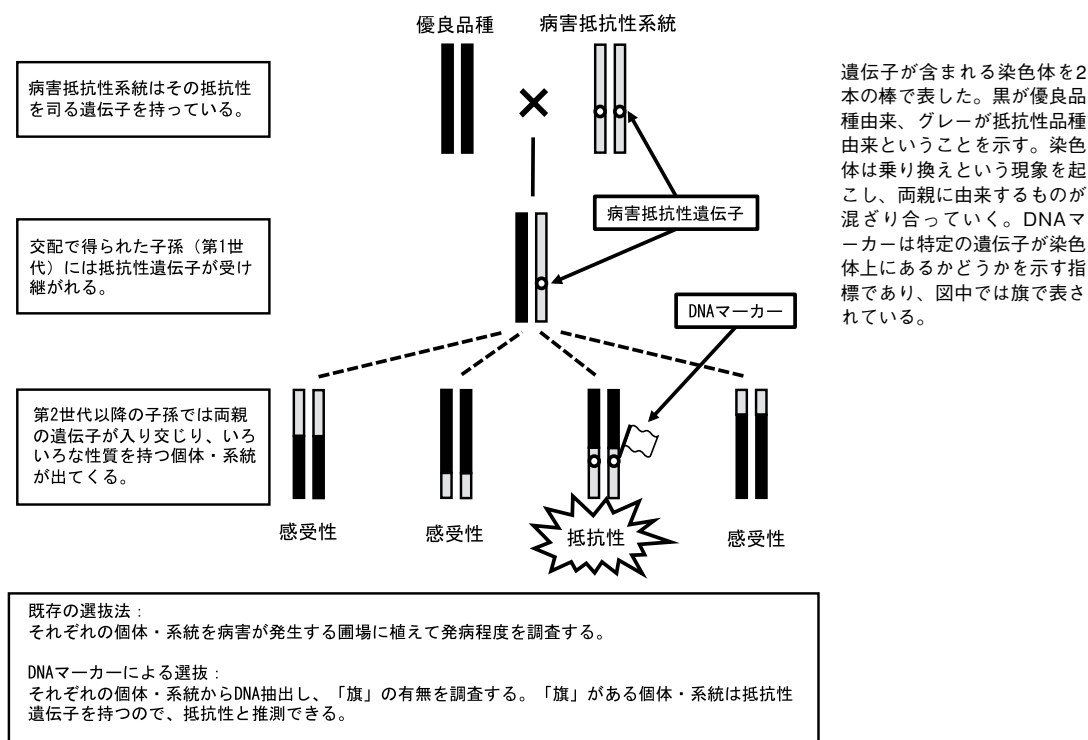 優良品種
病害抵抗性系統
病害抵抗性系統はその抵抗性
を司る遺伝子を持っている。
遺伝子が含まれる染色体を2
本の棒で表した。黒が優良品
種由来、グレーが抵抗性品種
由来ということを示す。染色
体は乗り換えという現象を起
こし、両親に由来するものが
混ざり合っていく。DNAマ
ーカーは特定の遺伝子が染色
体上にあるかどうかを示す指
標であり、図中では旗で表さ
れている。
病害抵抗性遺伝子
交配で得られた子孫（第1世
代）には抵抗性遺伝子が受け
継がれる。
DNAマーカー
第2世代以降の子孫では両親
の遺伝子が入り交じり、いろ
いろな性質を持つ個体・系統
が出てくる。
感受性
感受性
抵抗性
感受性
既存の選抜法：
それぞれの個体・系統を病害が発生する圃場に植えて発病程度を調査する。
DNAマーカーによる選抜：
それぞれの個体・系統からDNA抽出し、「旗」の有無を調査する。「旗」がある個体・系統は抵抗性
遺伝子を持つので、抵抗性と推測できる。